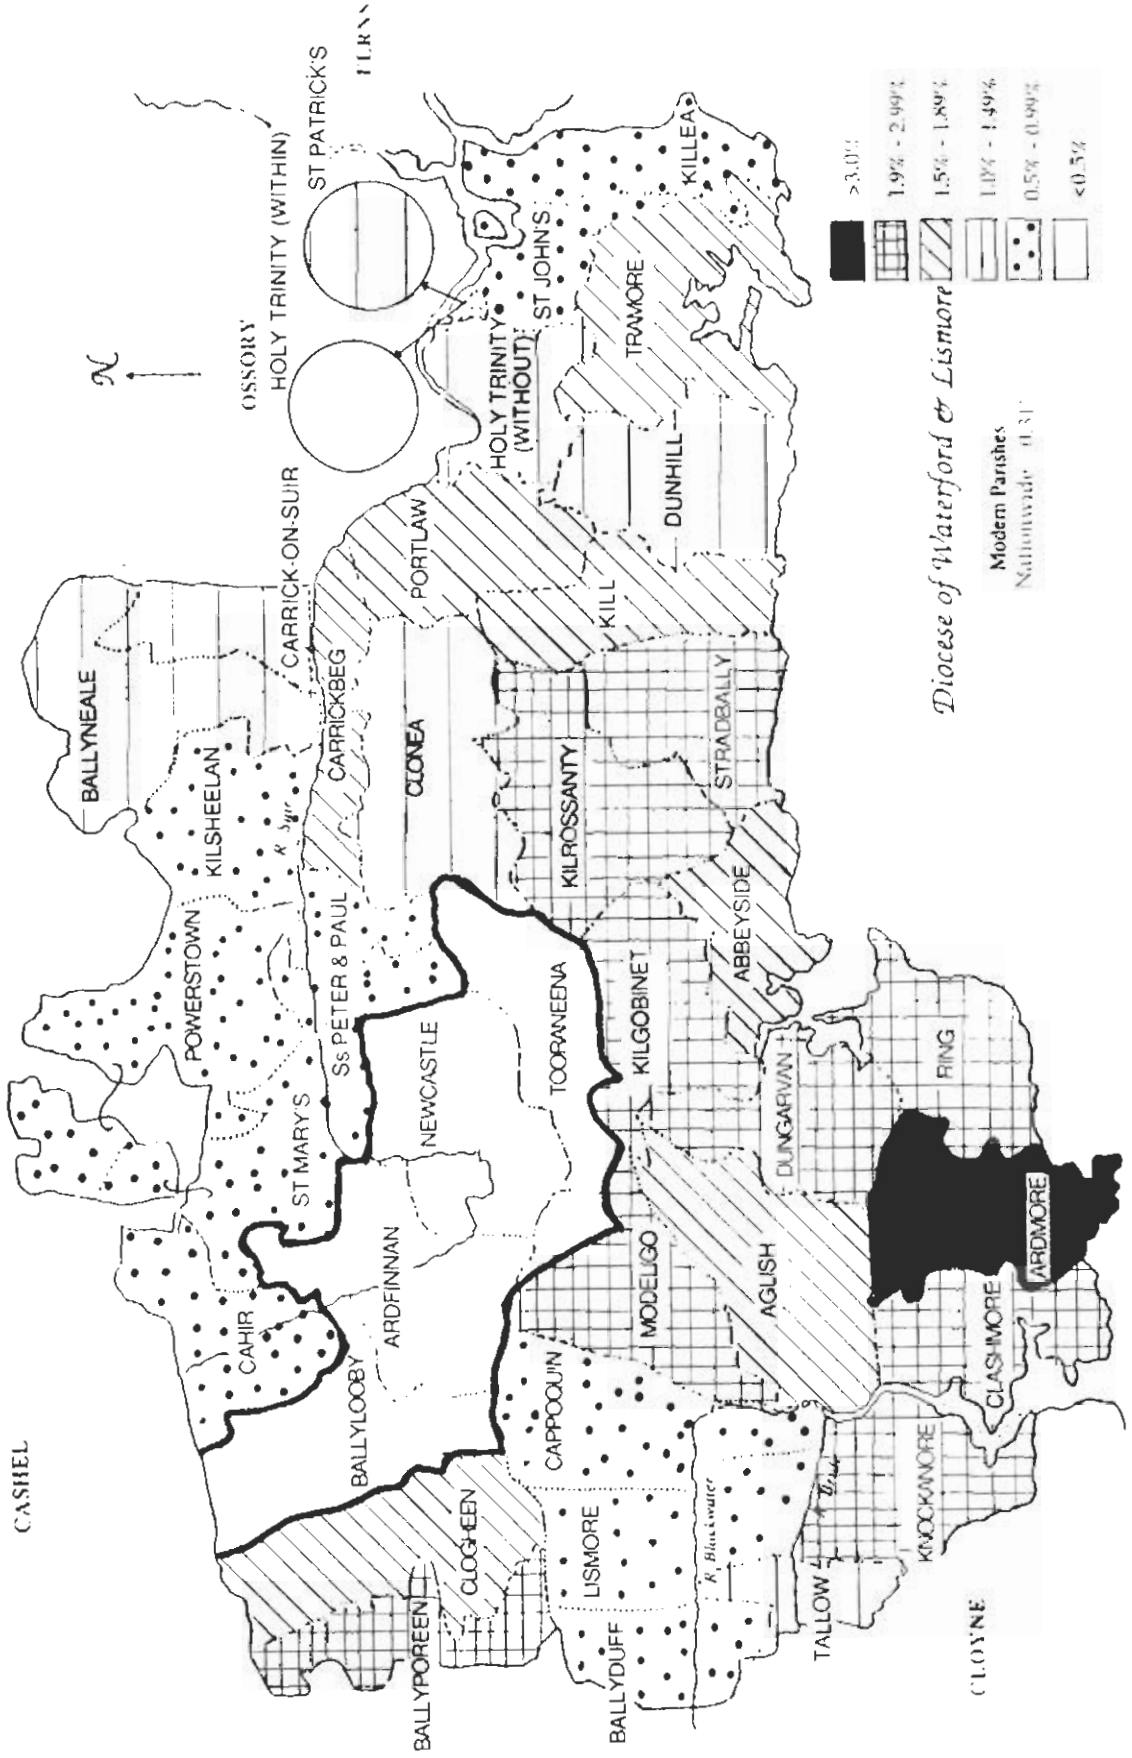 CASHEL
OSSORY
N
BALLYNEALE
KILSHEELAN
POWERSTOWN
CARRICK-ON-SUIR
HOLY TRINITY (WITHIN)
ST PATRICK'S
R Suir
CAHIR
ST MARY'S
Ss PETER & PAUL
CARRICKBEG
PORTLAW
BALLYLOOBY
ARDFINNAN
NEWCASTLE
CLONEA
BALLYPOREEN
CLOGHEEN
HOLY TRINITY
(WITHOUT)
ST JOHN'S
CAPPOQUIN
TOORANEENA
KILROSSANTY
KILL
LISMORE
BALLYDUFF
MODELIGO
KILGOBINET
DUNHILL
TRAMORE
KILLEA
R. Blackwater
AGLISH
DUNGARVAN
ABBEYSIDE
STRADBALLY
TALLOW
KNOCKANORE
CLASHMORE
ARDMORE
RING
CLOYNE
Diocese of Waterford & Lismore
Modern Parishes
Nationwide
>3.0%
1.9% - 2.99%
1.5% - 1.89%
1.0% - 1.49%
0.5% - 0.99%
<0.5%